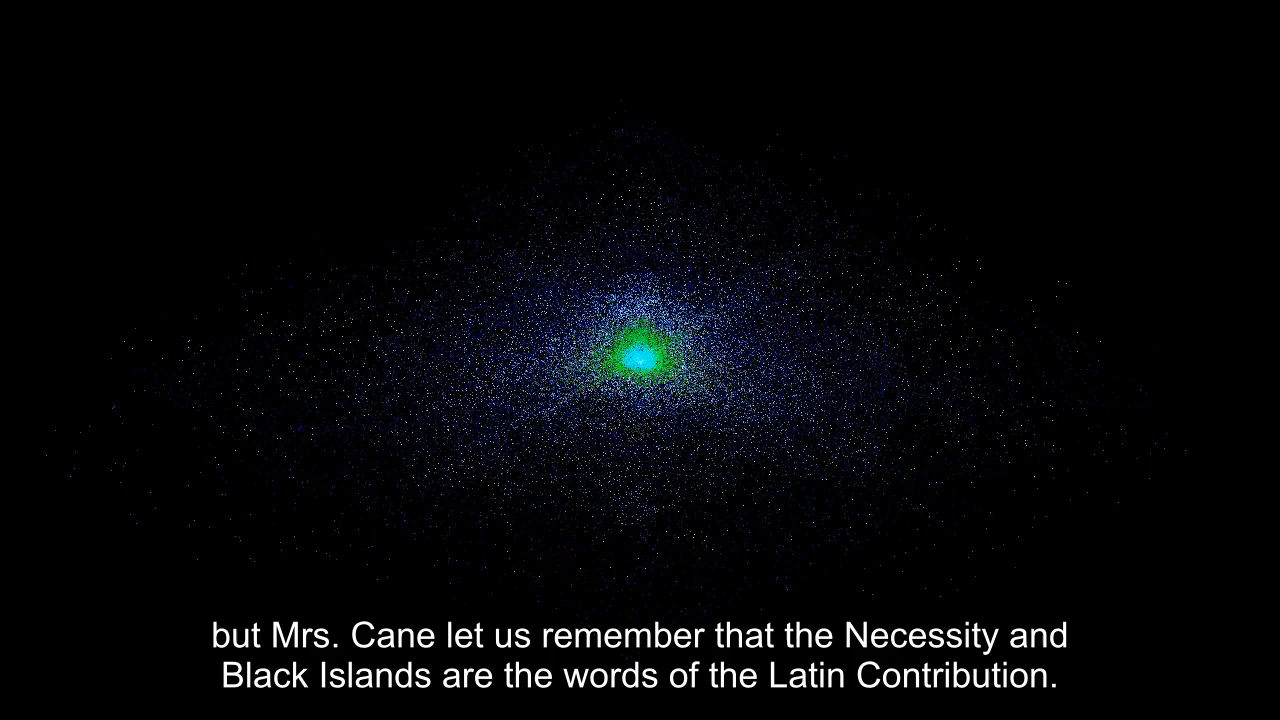 but Mrs. Cane let us remember that the Necessity and
Black Islands are the words of the Latin Contribution.